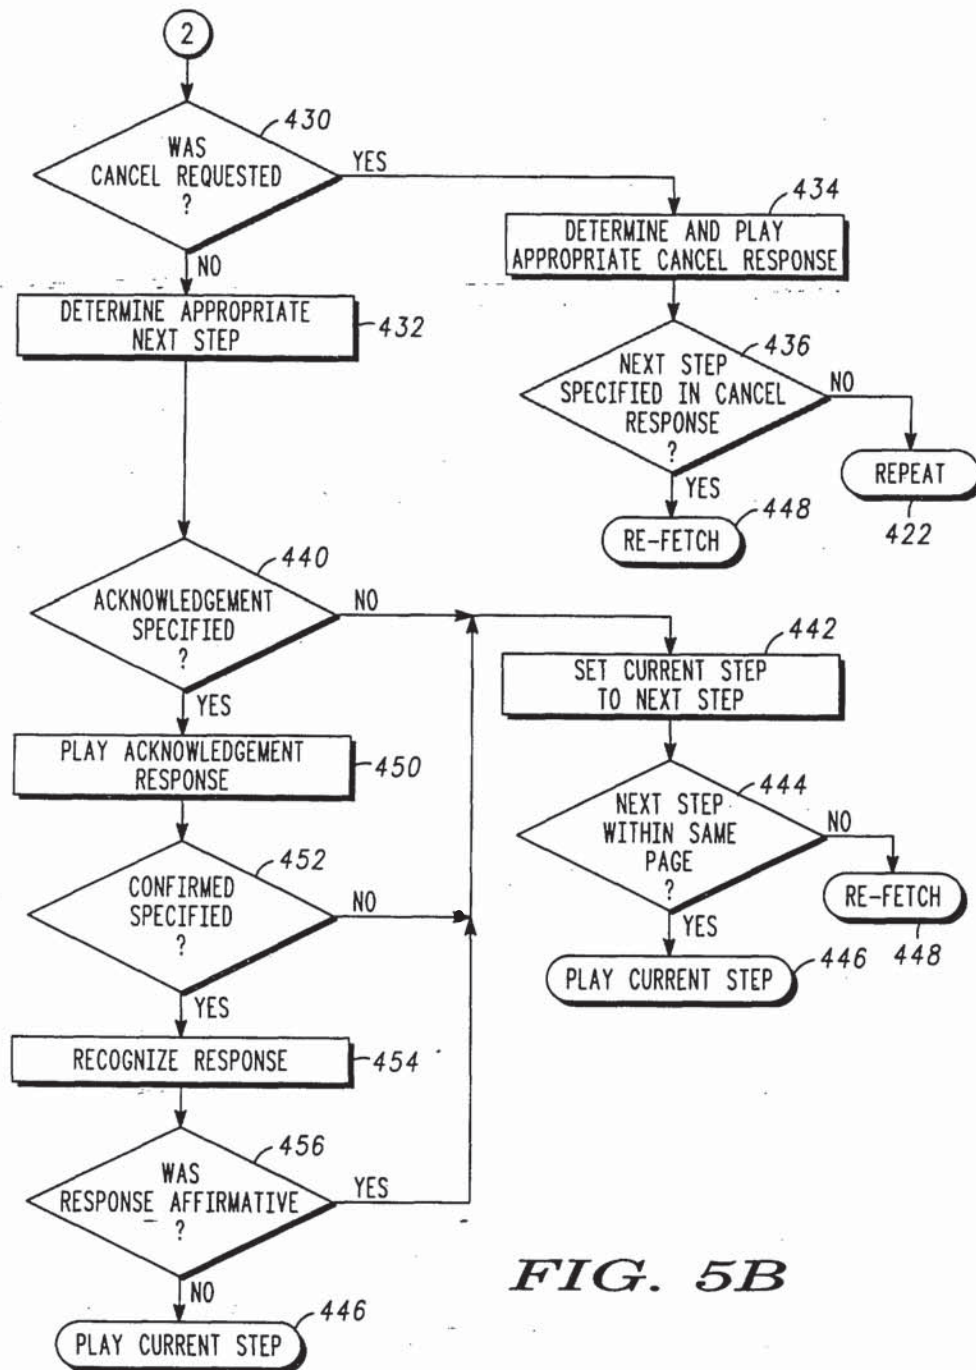 2
430
WAS
CANCEL REQUESTED
?
YES
NO
434
DETERMINE AND PLAY
APPROPRIATE CANCEL RESPONSE
DETERMINE APPROPRIATE
NEXT STEP
432
436
NEXT STEP
SPECIFIED IN CANCEL
RESPONSE
?
NO
YES
REPEAT
422
448
RE-FETCH
440
ACKNOWLEDGEMENT
SPECIFIED
?
NO
YES
442
SET CURRENT STEP
TO NEXT STEP
PLAY ACKNOWLEDGEMENT
RESPONSE
450
444
NEXT STEP
WITHIN SAME
PAGE
?
NO
YES
RE-FETCH
448
446
PLAY CURRENT STEP
452
CONFIRMED
SPECIFIED
?
NO
YES
RECOGNIZE RESPONSE
454
456
WAS
RESPONSE AFFIRMATIVE
?
YES
NO
446
PLAY CURRENT STEP
FIG. 5B